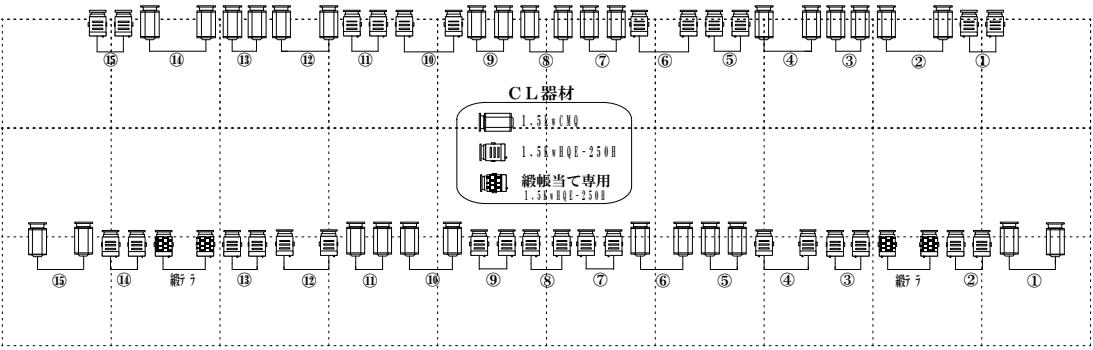 ⑮ ⑭ ⑬ ⑫ ⑪ ⑩ ⑨ ⑧ ⑦ ⑥ ⑤ ④ ③ ② ①
CL器材
1.5kwCMQ
1.5KwHQE-250H
緞帳当て専用
1.5KwHQE-250H
⑮ ⑭ 緞テラ ⑬ ⑫ ⑪ ⑩ ⑨ ⑧ ⑦ ⑥ ⑤ ④ ③ 緞テラ ② ①